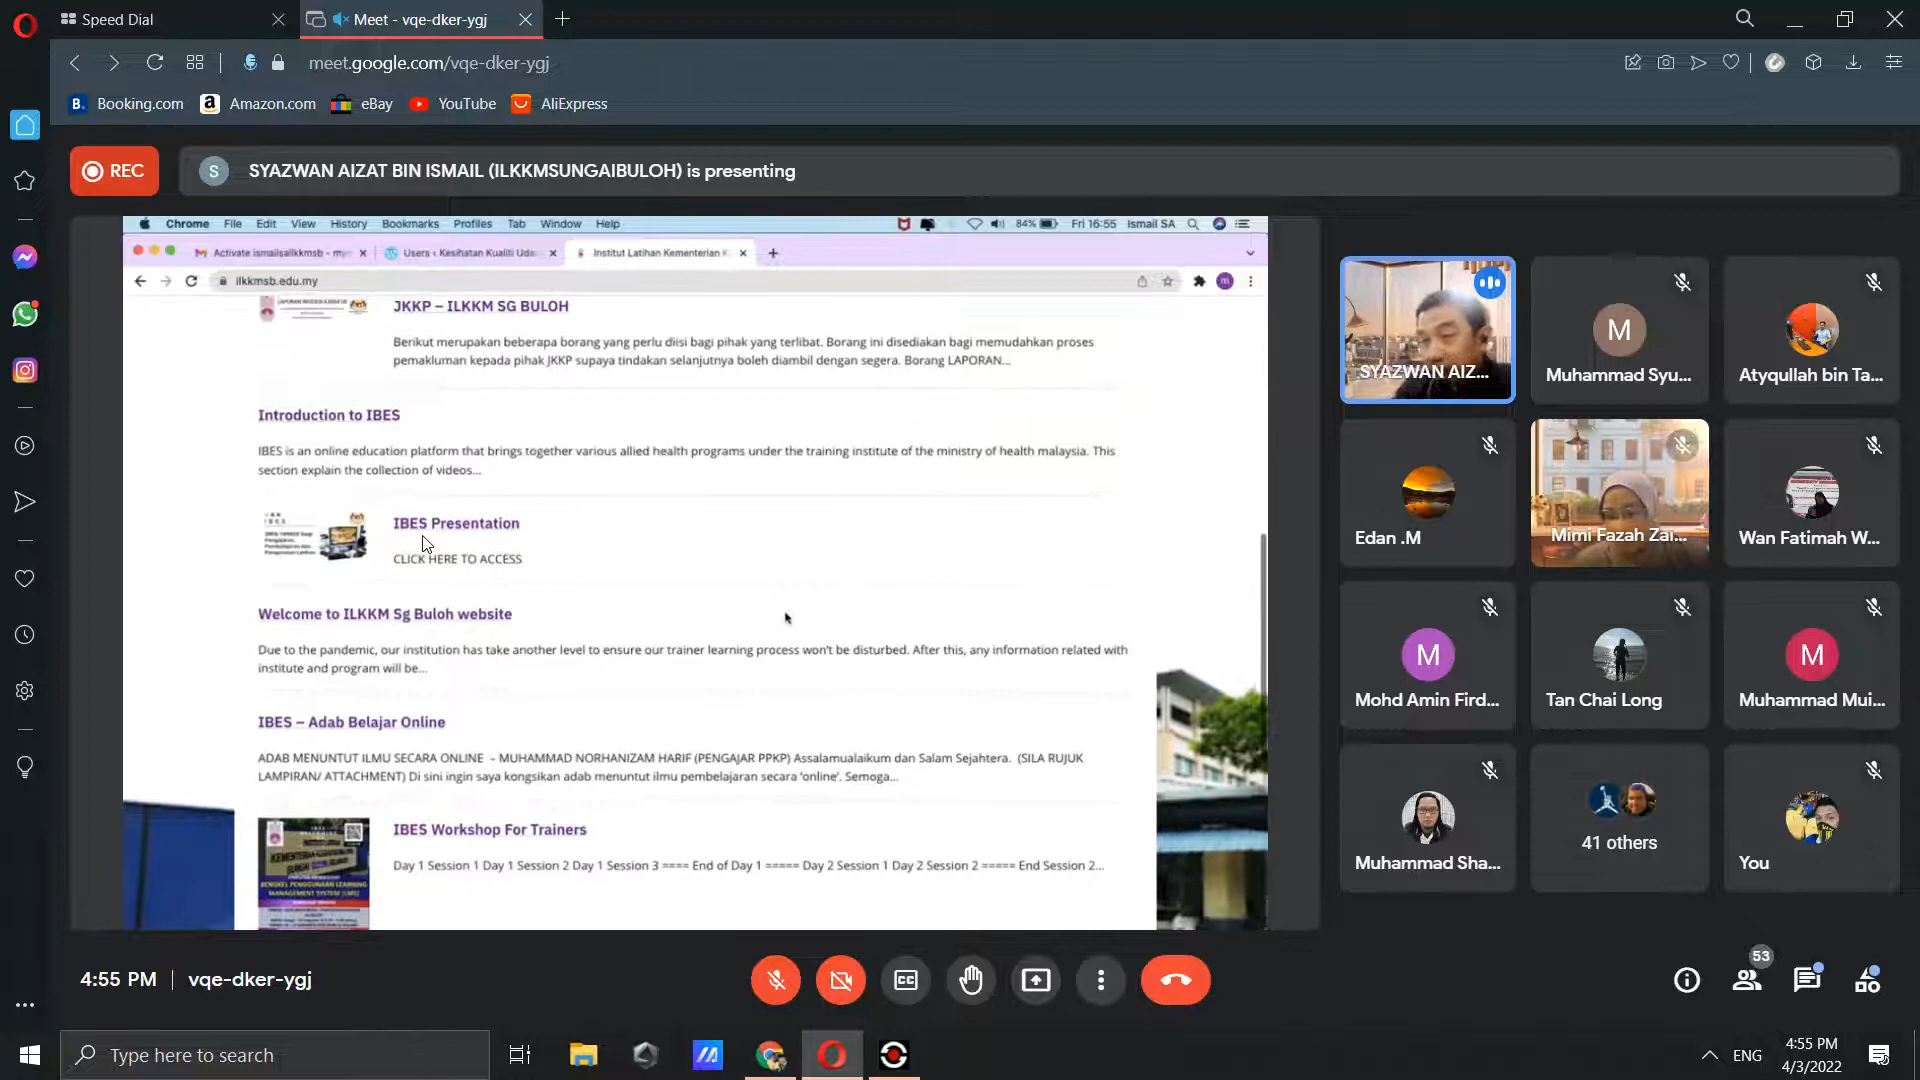 Speed Dial
Meet - vqe-dker-ygj
meet.google.com/vqe-dker-ygj
Booking.com
Amazon.com
eBay
YouTube
AliExpress
REC
S
SYAZWAN AIZAT BIN ISMAIL (ILKKMSUNGAIBULOH) is presenting
Chrome File Edit View History Bookmarks Profiles Tab Window Help
84% Fri 16:55 Ismail SA
Activate ismailsailkkmsb - my
Users ‹ Kesihatan Kualiti Uda
Institut Latihan Kementerian K
ilkkmsb.edu.my
m
JKKP – ILKKM SG BULOH
Berikut merupakan beberapa borang yang perlu diisi bagi pihak yang terlibat. Borang ini disediakan bagi memudahkan proses
pemakluman kepada pihak JKKP supaya tindakan selanjutnya boleh diambil dengan segera. Borang LAPORAN...
Introduction to IBES
IBES is an online education platform that brings together various allied health programs under the training institute of the ministry of health malaysia. This
section explain the collection of videos...
IBES Presentation
CLICK HERE TO ACCESS
Welcome to ILKKM Sg Buloh website
Due to the pandemic, our institution has take another level to ensure our trainer learning process won't be disturbed. After this, any information related with
institute and program will be...
IBES – Adab Belajar Online
ADAB MENUNTUT ILMU SECARA ONLINE – MUHAMMAD NORHANIZAM HARIF (PENGAJAR PPKP) Assalamualaikum dan Salam Sejahtera. (SILA RUJUK
LAMPIRAN/ ATTACHMENT) Di sini ingin saya kongsikan adab menuntut ilmu pembelajaran secara 'online'. Semoga...
IBES Workshop For Trainers
Day 1 Session 1 Day 1 Session 2 Day 1 Session 3 ==== End of Day 1 ===== Day 2 Session 1 Day 2 Session 2 ===== End Session 2...
SYAZWAN AIZ...
M
Muhammad Syu...
Atyqullah bin Ta...
Edan .M
Mimi Fazah Zai...
Wan Fatimah W...
M
Mohd Amin Fird...
Tan Chai Long
M
Muhammad Mui...
Muhammad Sha...
41 others
You
4:55 PM
vqe-dker-ygj
53
Type here to search
ENG
4:55 PM
4/3/2022